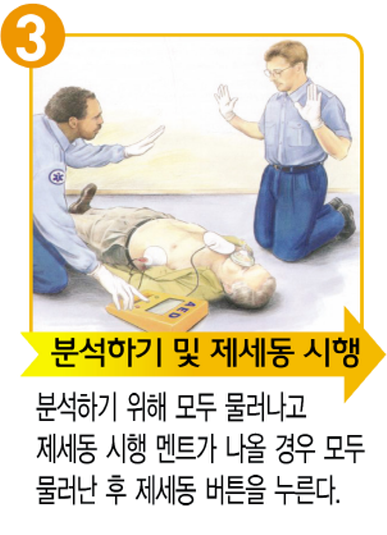 3
AED
분석하기 및 제세동 시행
분석하기 위해 모두 물러나고
제세동 시행 멘트가 나올 경우 모두
물러난 후 제세동 버튼을 누른다.